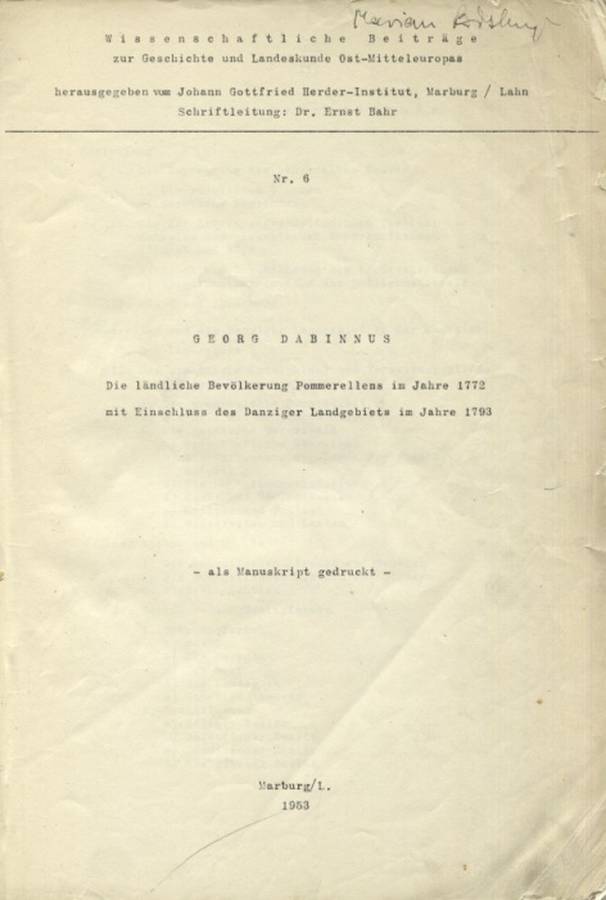 Marian
Wissenschaftliche Beiträge
zur Geschichte und Landeskunde Ost-Mitteleuropas
herausgegeben vom Johann Gottfried Herder-Institut, Marburg / Lahn
Schriftleitung: Dr. Ernst Bahr
Nr. 6
GEORG DABINNUS
Die ländliche Bevölkerung Pommerellens im Jahre 1772
mit Einschluss des Danziger Landgebiets im Jahre 1793
- als Manuskript gedruckt -
Marburg/L.
1953